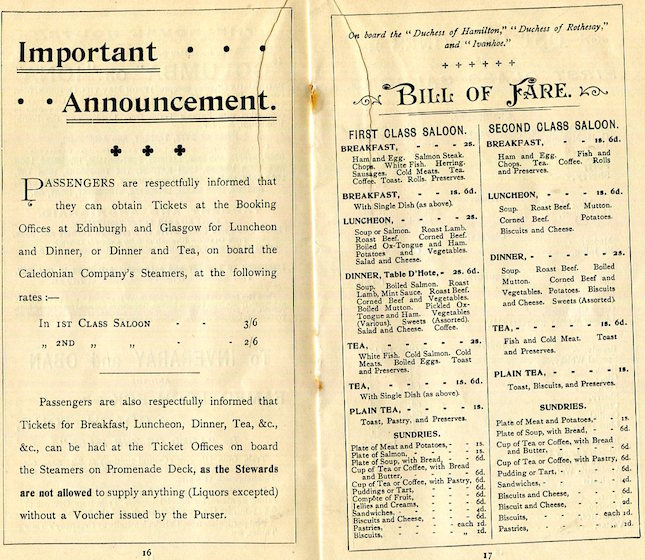 Important
Announcement.
PASSENGERS are respectfully informed that
they can obtain Tickets at the Booking
Offices at Edinburgh and Glasgow for Luncheon
and Dinner, or Dinner and Tea, on board the
Caledonian Company's Steamers, at the following
rates :—
In 1ST CLASS SALOON - - 3/6
„ 2ND „ „ - - 2/6
Passengers are also respectfully informed that
Tickets for Breakfast, Luncheon, Dinner, Tea, &c.,
&c., can be had at the Ticket Offices on board
the Steamers on Promenade Deck, as the Stewards
are not allowed to supply anything (Liquors excepted)
without a Voucher issued by the Purser.
16
On board the "Duchess of Hamilton," "Duchess of Rothesay,"
and "Ivanhoe."
BILL OF FARE.
FIRST CLASS SALOON.
BREAKFAST, - - 2s.
Ham and Egg. Salmon Steak.
Chops. White Fish. Herring.
Sausages. Cold Meats. Tea.
Coffee. Toast. Rolls. Preserves.
BREAKFAST, - - 1s. 6d.
With Single Dish (as above).
LUNCHEON, - - - 2s.
Soup or Salmon. Roast Lamb.
Roast Beef. Corned Beef.
Boiled Ox-Tongue and Ham.
Potatoes and Vegetables.
Salad and Cheese.
DINNER, Table D'Hote, - 2s. 6d.
Soup. Boiled Salmon. Roast
Lamb, Mint Sauce. Roast Beef.
Corned Beef and Vegetables.
Boiled Mutton. Pickled Ox-
Tongue and Ham. Vegetables
(Various). Sweets (Assorted).
Salad and Cheese. Coffee.
TEA, - - - - 2s.
White Fish. Cold Salmon. Cold
Meats. Boiled Eggs. Toast
and Preserves.
TEA, - - - - 1s. 6d.
With Single Dish (as above).
PLAIN TEA, - - - 1s.
Toast, Pastry, and Preserves.
SUNDRIES.
Plate of Meat and Potatoes, - - 1s.
Plate of Salmon, - - - 1s.
Plate of Soup, with Bread, - - 6d.
Cup of Tea or Coffee, with Bread
and Butter, - - - 6d.
Cup of Tea or Coffee, with Pastry, 6d.
Puddings or Tart, - - - 6d.
Compôte of Fruit, - - - 6d.
Jellies and Creams, - - - 6d.
Sandwiches, - - - 4d.
Biscuits and Cheese, - - - 6d.
Pastries, - - - each 1d.
Biscuits, - - - „ 1d.
SECOND CLASS SALOON.
BREAKFAST, - - 1s. 6d.
Ham and Egg. Fish and
Chops. Tea. Coffee. Rolls
and Preserves.
LUNCHEON, - - 1s. 6d.
Soup. Roast Beef. Mutton.
Corned Beef. Potatoes.
Biscuits and Cheese.
DINNER, - - - 2s.
Soup. Roast Beef. Boiled
Mutton. Corned Beef and
Vegetables. Potatoes. Biscuits
and Cheese. Sweets (Assorted).
TEA, - - - - 1s. 6d.
Fish and Cold Meat. Toast
and Preserves.
PLAIN TEA, - - - 1s.
Toast, Biscuits, and Preserves.
SUNDRIES.
Plate of Meat and Potatoes, - 1s.
Plate of Soup, with Bread, - - 6d.
Cup of Tea or Coffee, with Bread
and Butter, - - - 6d.
Cup of Tea or Coffee, with Pastry, 6d.
Pudding or Tart, - - - 6d.
Sandwiches, - - - 4d.
Biscuits and Cheese, - - 6d.
Biscuits, - - - each 1d.
Pastries, - - - „ 1d.
17